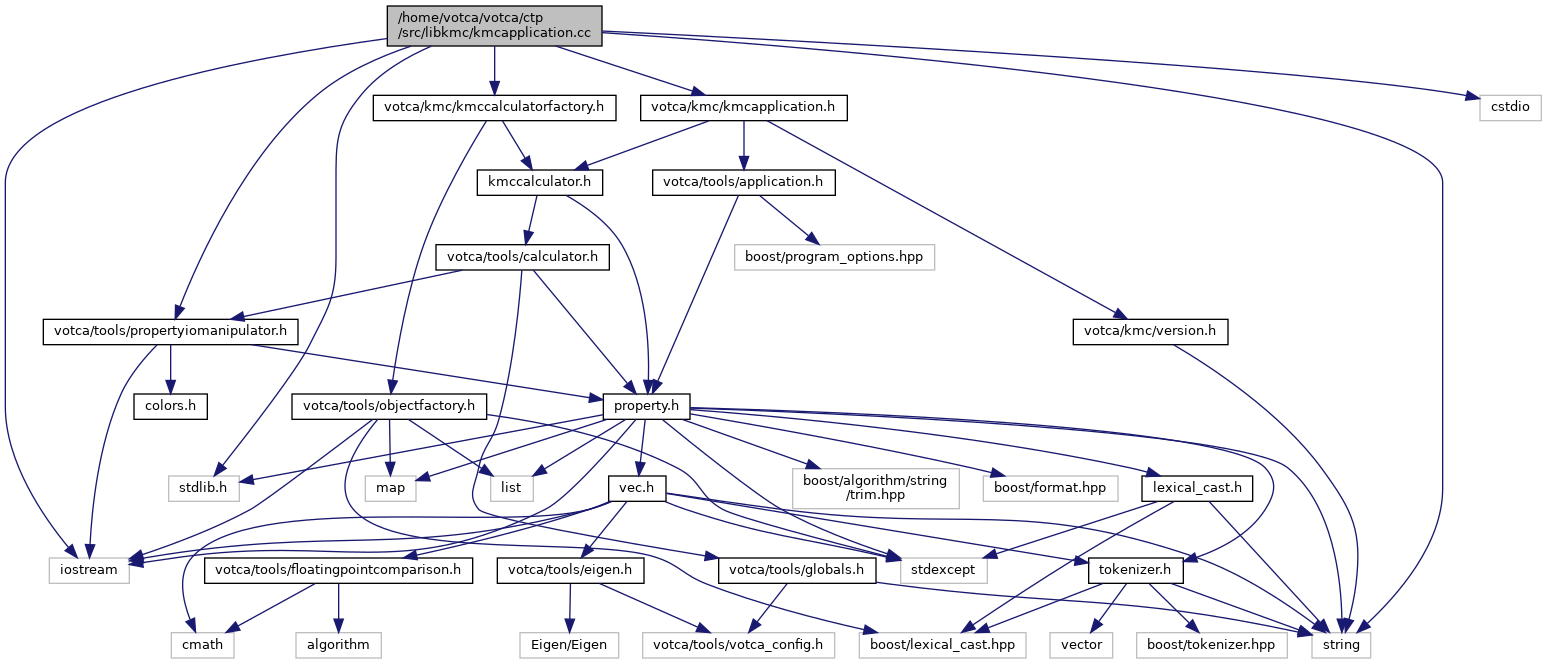 /home/votca/votca/ctp
/src/libkmc/kmcapplication.cc
votca/kmc/kmccalculatorfactory.h
votca/kmc/kmcapplication.h
cstdio
kmccalculator.h
votca/tools/application.h
votca/tools/calculator.h
boost/program_options.hpp
votca/tools/propertyiomanipulator.h
votca/kmc/version.h
colors.h
votca/tools/objectfactory.h
property.h
stdlib.h
map
list
vec.h
boost/algorithm/string
/trim.hpp
boost/format.hpp
lexical_cast.h
iostream
votca/tools/floatingpointcomparison.h
votca/tools/eigen.h
votca/tools/globals.h
stdexcept
tokenizer.h
cmath
algorithm
Eigen/Eigen
votca/tools/votca_config.h
boost/lexical_cast.hpp
vector
boost/tokenizer.hpp
string